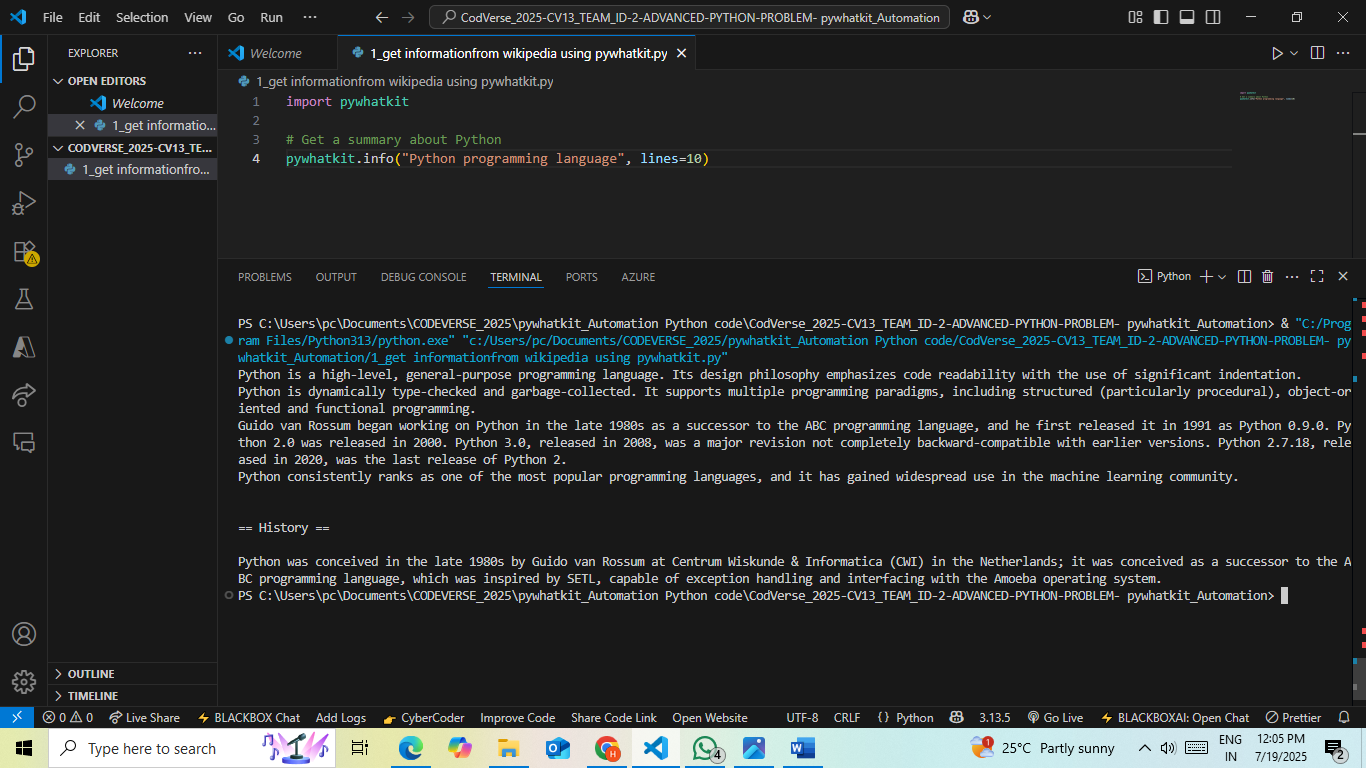 File Edit Selection View Go Run ···
CodVerse_2025-CV13_TEAM_ID-2-ADVANCED-PYTHON-PROBLEM- pywhatkit_Automation
EXPLORER ···
OPEN EDITORS
Welcome
1_get informatio...
CODVERSE_2025-CV13_TE...
1_get informationfro...
OUTLINE
TIMELINE
Welcome
1_get informationfrom wikipedia using pywhatkit.py
1_get informationfrom wikipedia using pywhatkit.py
1 import pywhatkit
2
3 # Get a summary about Python
4 pywhatkit.info("Python programming language", lines=10)
PROBLEMS OUTPUT DEBUG CONSOLE TERMINAL PORTS AZURE
Python
PS C:\Users\pc\Documents\CODEVERSE_2025\pywhatkit_Automation Python code\CodVerse_2025-CV13_TEAM_ID-2-ADVANCED-PYTHON-PROBLEM- pywhatkit_Automation> & "C:/Prog
ram Files/Python313/python.exe" "c:/Users/pc/Documents/CODEVERSE_2025/pywhatkit_Automation Python code/CodVerse_2025-CV13_TEAM_ID-2-ADVANCED-PYTHON-PROBLEM- py
whatkit_Automation/1_get informationfrom wikipedia using pywhatkit.py"
Python is a high-level, general-purpose programming language. Its design philosophy emphasizes code readability with the use of significant indentation.
Python is dynamically type-checked and garbage-collected. It supports multiple programming paradigms, including structured (particularly procedural), object-or
iented and functional programming.
Guido van Rossum began working on Python in the late 1980s as a successor to the ABC programming language, and he first released it in 1991 as Python 0.9.0. Py
thon 2.0 was released in 2000. Python 3.0, released in 2008, was a major revision not completely backward-compatible with earlier versions. Python 2.7.18, rele
ased in 2020, was the last release of Python 2.
Python consistently ranks as one of the most popular programming languages, and it has gained widespread use in the machine learning community.
== History ==
Python was conceived in the late 1980s by Guido van Rossum at Centrum Wiskunde & Informatica (CWI) in the Netherlands; it was conceived as a successor to the A
BC programming language, which was inspired by SETL, capable of exception handling and interfacing with the Amoeba operating system.
PS C:\Users\pc\Documents\CODEVERSE_2025\pywhatkit_Automation Python code\CodVerse_2025-CV13_TEAM_ID-2-ADVANCED-PYTHON-PROBLEM- pywhatkit_Automation>
0 0 Live Share BLACKBOX Chat Add Logs CyberCoder Improve Code Share Code Link Open Website UTF-8 CRLF {} Python 3.13.5 Go Live BLACKBOXAI: Open Chat Prettier
Type here to search
4
1
25°C Partly sunny
ENG
IN
12:05 PM
7/19/2025
2